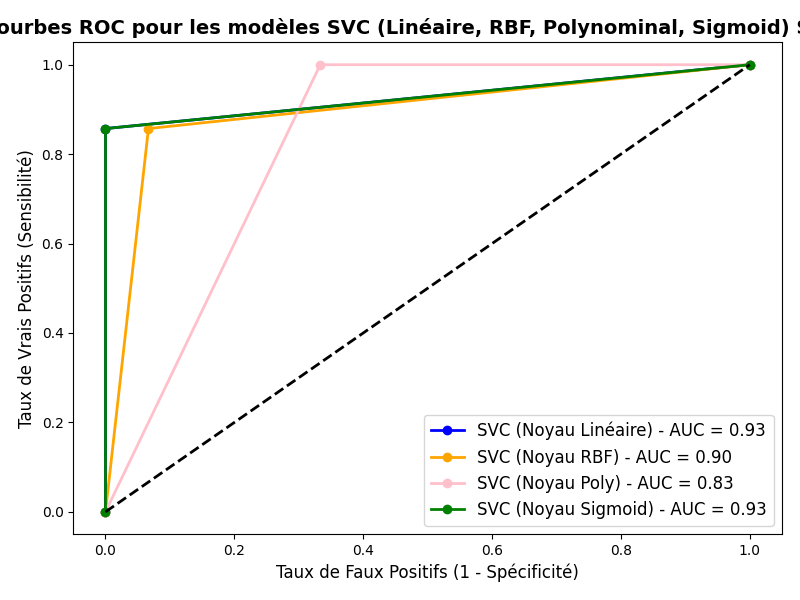 ourbes ROC pour les modèles SVC (Linéaire, RBF, Polynominal, Sigmoid) S
1.0
0.8
0.6
0.4
0.2
0.0
Taux de Vrais Positifs (Sensibilité)
SVC (Noyau Linéaire) - AUC = 0.93
SVC (Noyau RBF) - AUC = 0.90
SVC (Noyau Poly) - AUC = 0.83
SVC (Noyau Sigmoid) - AUC = 0.93
0.0 0.2 0.4 0.6 0.8 1.0
Taux de Faux Positifs (1 - Spécificité)